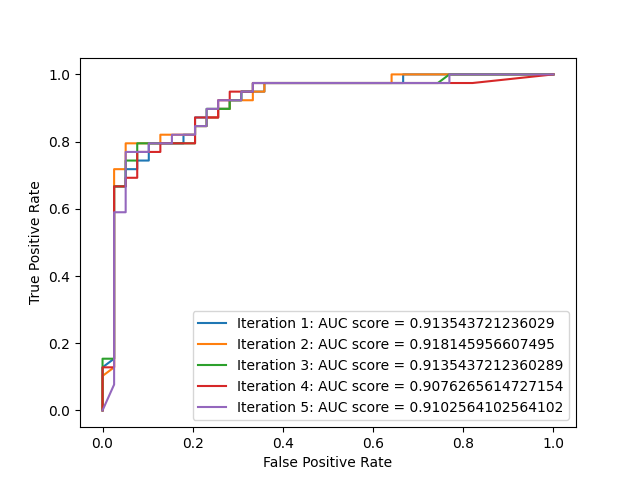 1.0
0.8
0.6
0.4
0.2
0.0
True Positive Rate
Iteration 1: AUC score = 0.913543721236029
Iteration 2: AUC score = 0.918145956607495
Iteration 3: AUC score = 0.9135437212360289
Iteration 4: AUC score = 0.9076265614727154
Iteration 5: AUC score = 0.9102564102564102
0.0 0.2 0.4 0.6 0.8 1.0
False Positive Rate